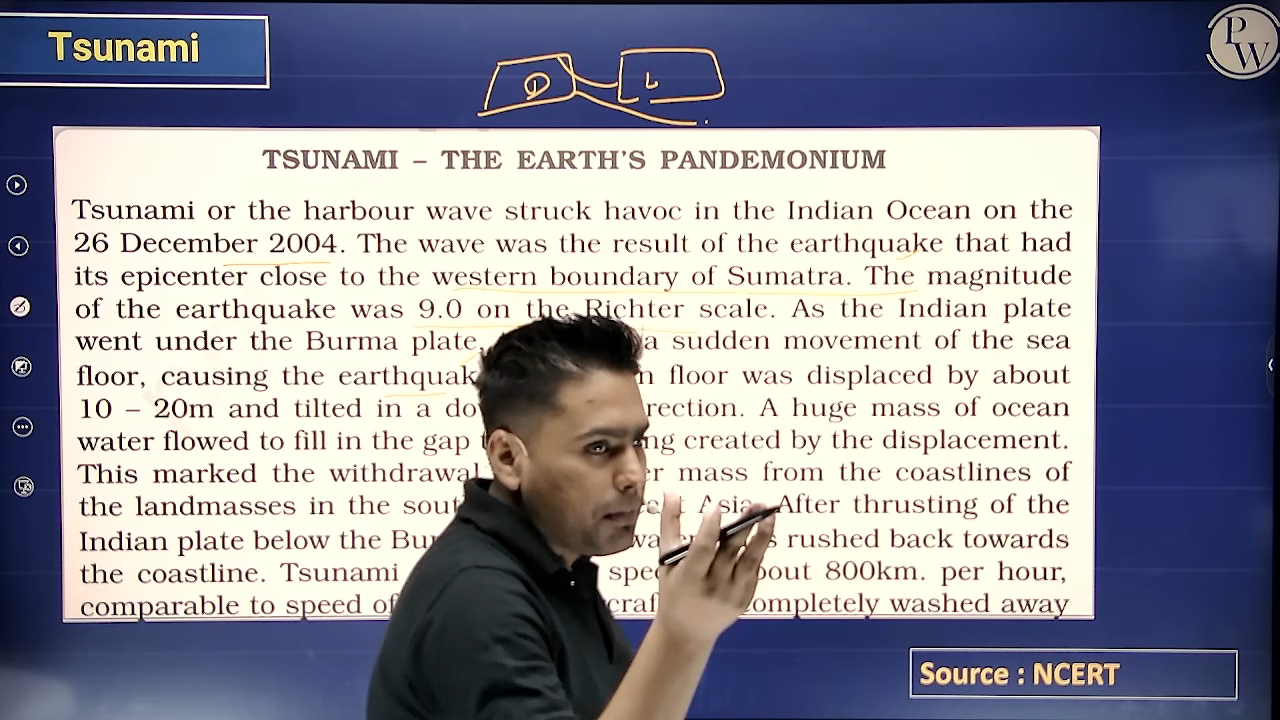 Tsunami
PW
D L
TSUNAMI – THE EARTH'S PANDEMONIUM
Tsunami or the harbour wave struck havoc in the Indian Ocean on the
26 December 2004. The wave was the result of the earthquake that had
its epicenter close to the western boundary of Sumatra. The magnitude
of the earthquake was 9.0 on the Richter scale. As the Indian plate
went under the Burma plate, a sudden movement of the sea
floor, causing the floor was displaced by about
10 – 20m and tilted in a direction. A huge mass of ocean
water flowed to fill in the gap created by the displacement.
This marked the withdrawal mass from the coastlines of
the landmasses in the Asia. After thrusting of the
Indian plate below the rushed back towards
the coastline. Tsunami 800km. per hour,
comparable to speed of completely washed away
Source : NCERT